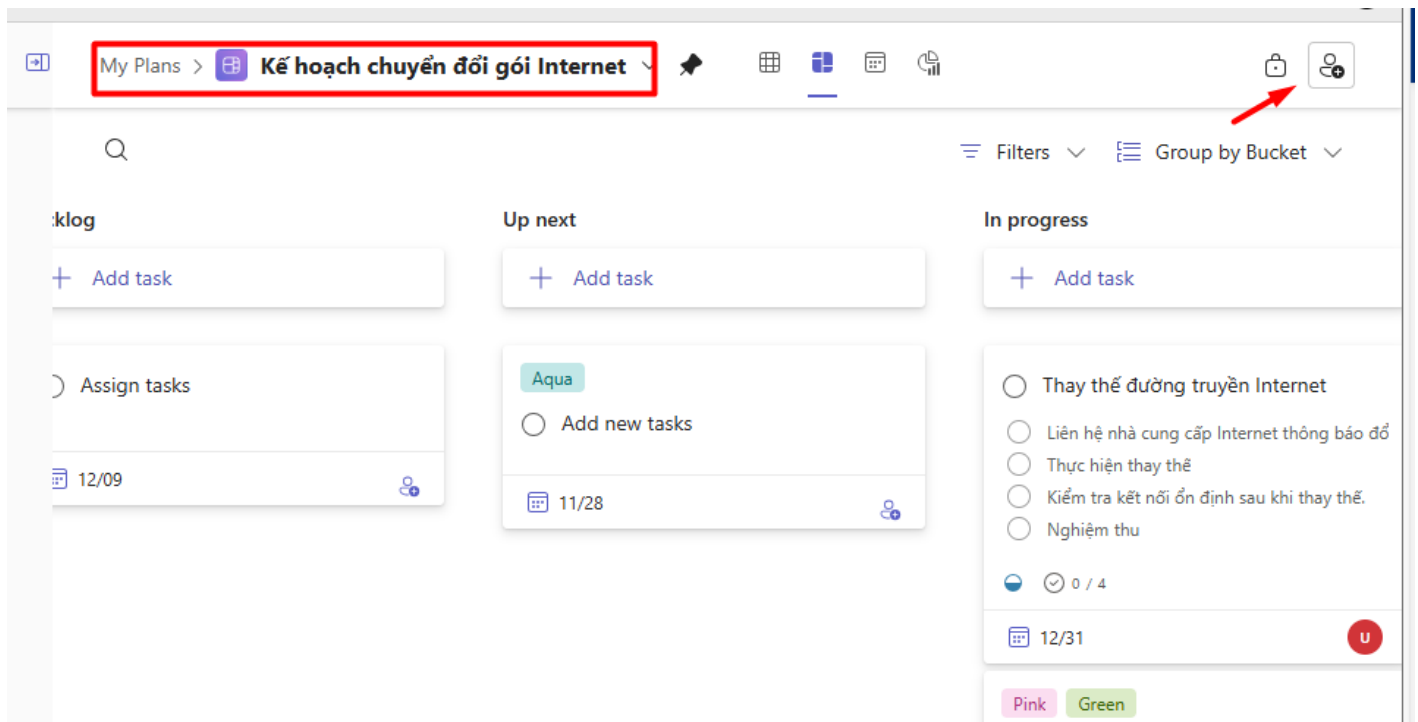 My Plans > Kế hoạch chuyển đổi gói Internet
Filters
Group by Bucket
klog
Up next
In progress
Add task
Add task
Add task
Assign tasks
12/09
Aqua
Add new tasks
11/28
Thay thế đường truyền Internet
Liên hệ nhà cung cấp Internet thông báo đổ
Thực hiện thay thế
Kiểm tra kết nối ổn định sau khi thay thế.
Nghiệm thu
0 / 4
12/31
U
Pink
Green